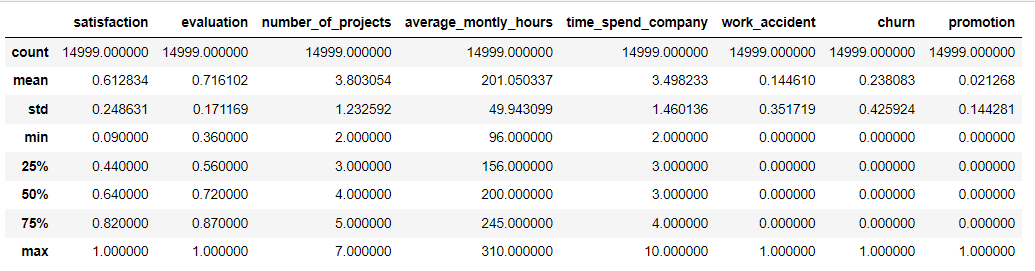 satisfaction evaluation number_of_projects average_montly_hours time_spend_company work_accident churn promotion
count 14999.000000 14999.000000 14999.000000 14999.000000 14999.000000 14999.000000 14999.000000 14999.000000
mean 0.612834 0.716102 3.803054 201.050337 3.498233 0.144610 0.238083 0.021268
std 0.248631 0.171169 1.232592 49.943099 1.460136 0.351719 0.425924 0.144281
min 0.090000 0.360000 2.000000 96.000000 2.000000 0.000000 0.000000 0.000000
25% 0.440000 0.560000 3.000000 156.000000 3.000000 0.000000 0.000000 0.000000
50% 0.640000 0.720000 4.000000 200.000000 3.000000 0.000000 0.000000 0.000000
75% 0.820000 0.870000 5.000000 245.000000 4.000000 0.000000 0.000000 0.000000
max 1.000000 1.000000 7.000000 310.000000 10.000000 1.000000 1.000000 1.000000